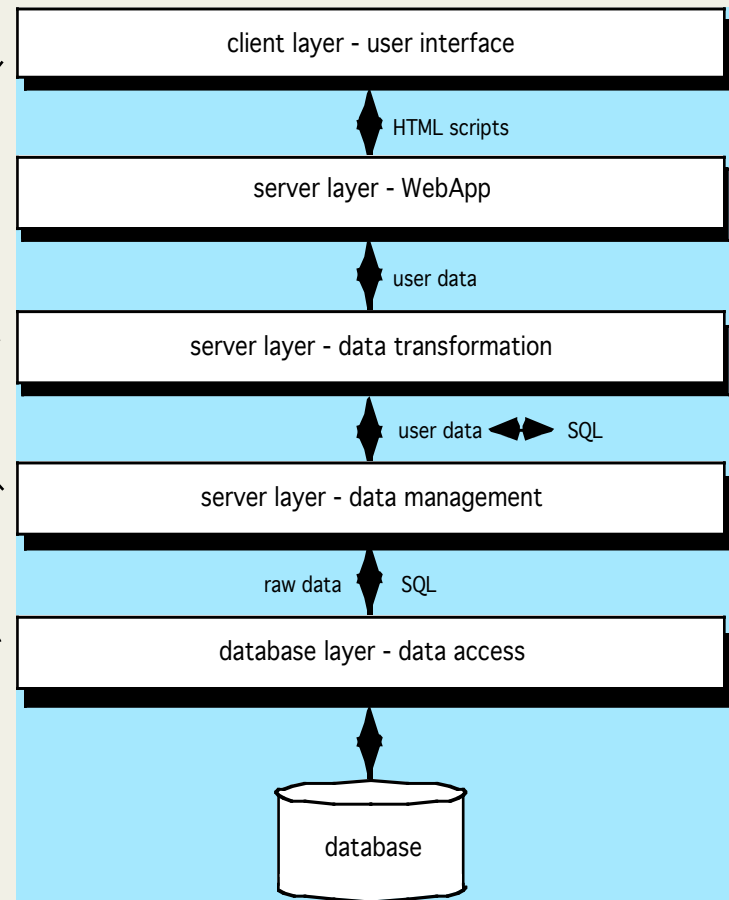 client layer - user interface
HTML scripts
server layer - WebApp
user data
server layer - data transformation
user data SQL
server layer - data management
raw data SQL
database layer - data access
database